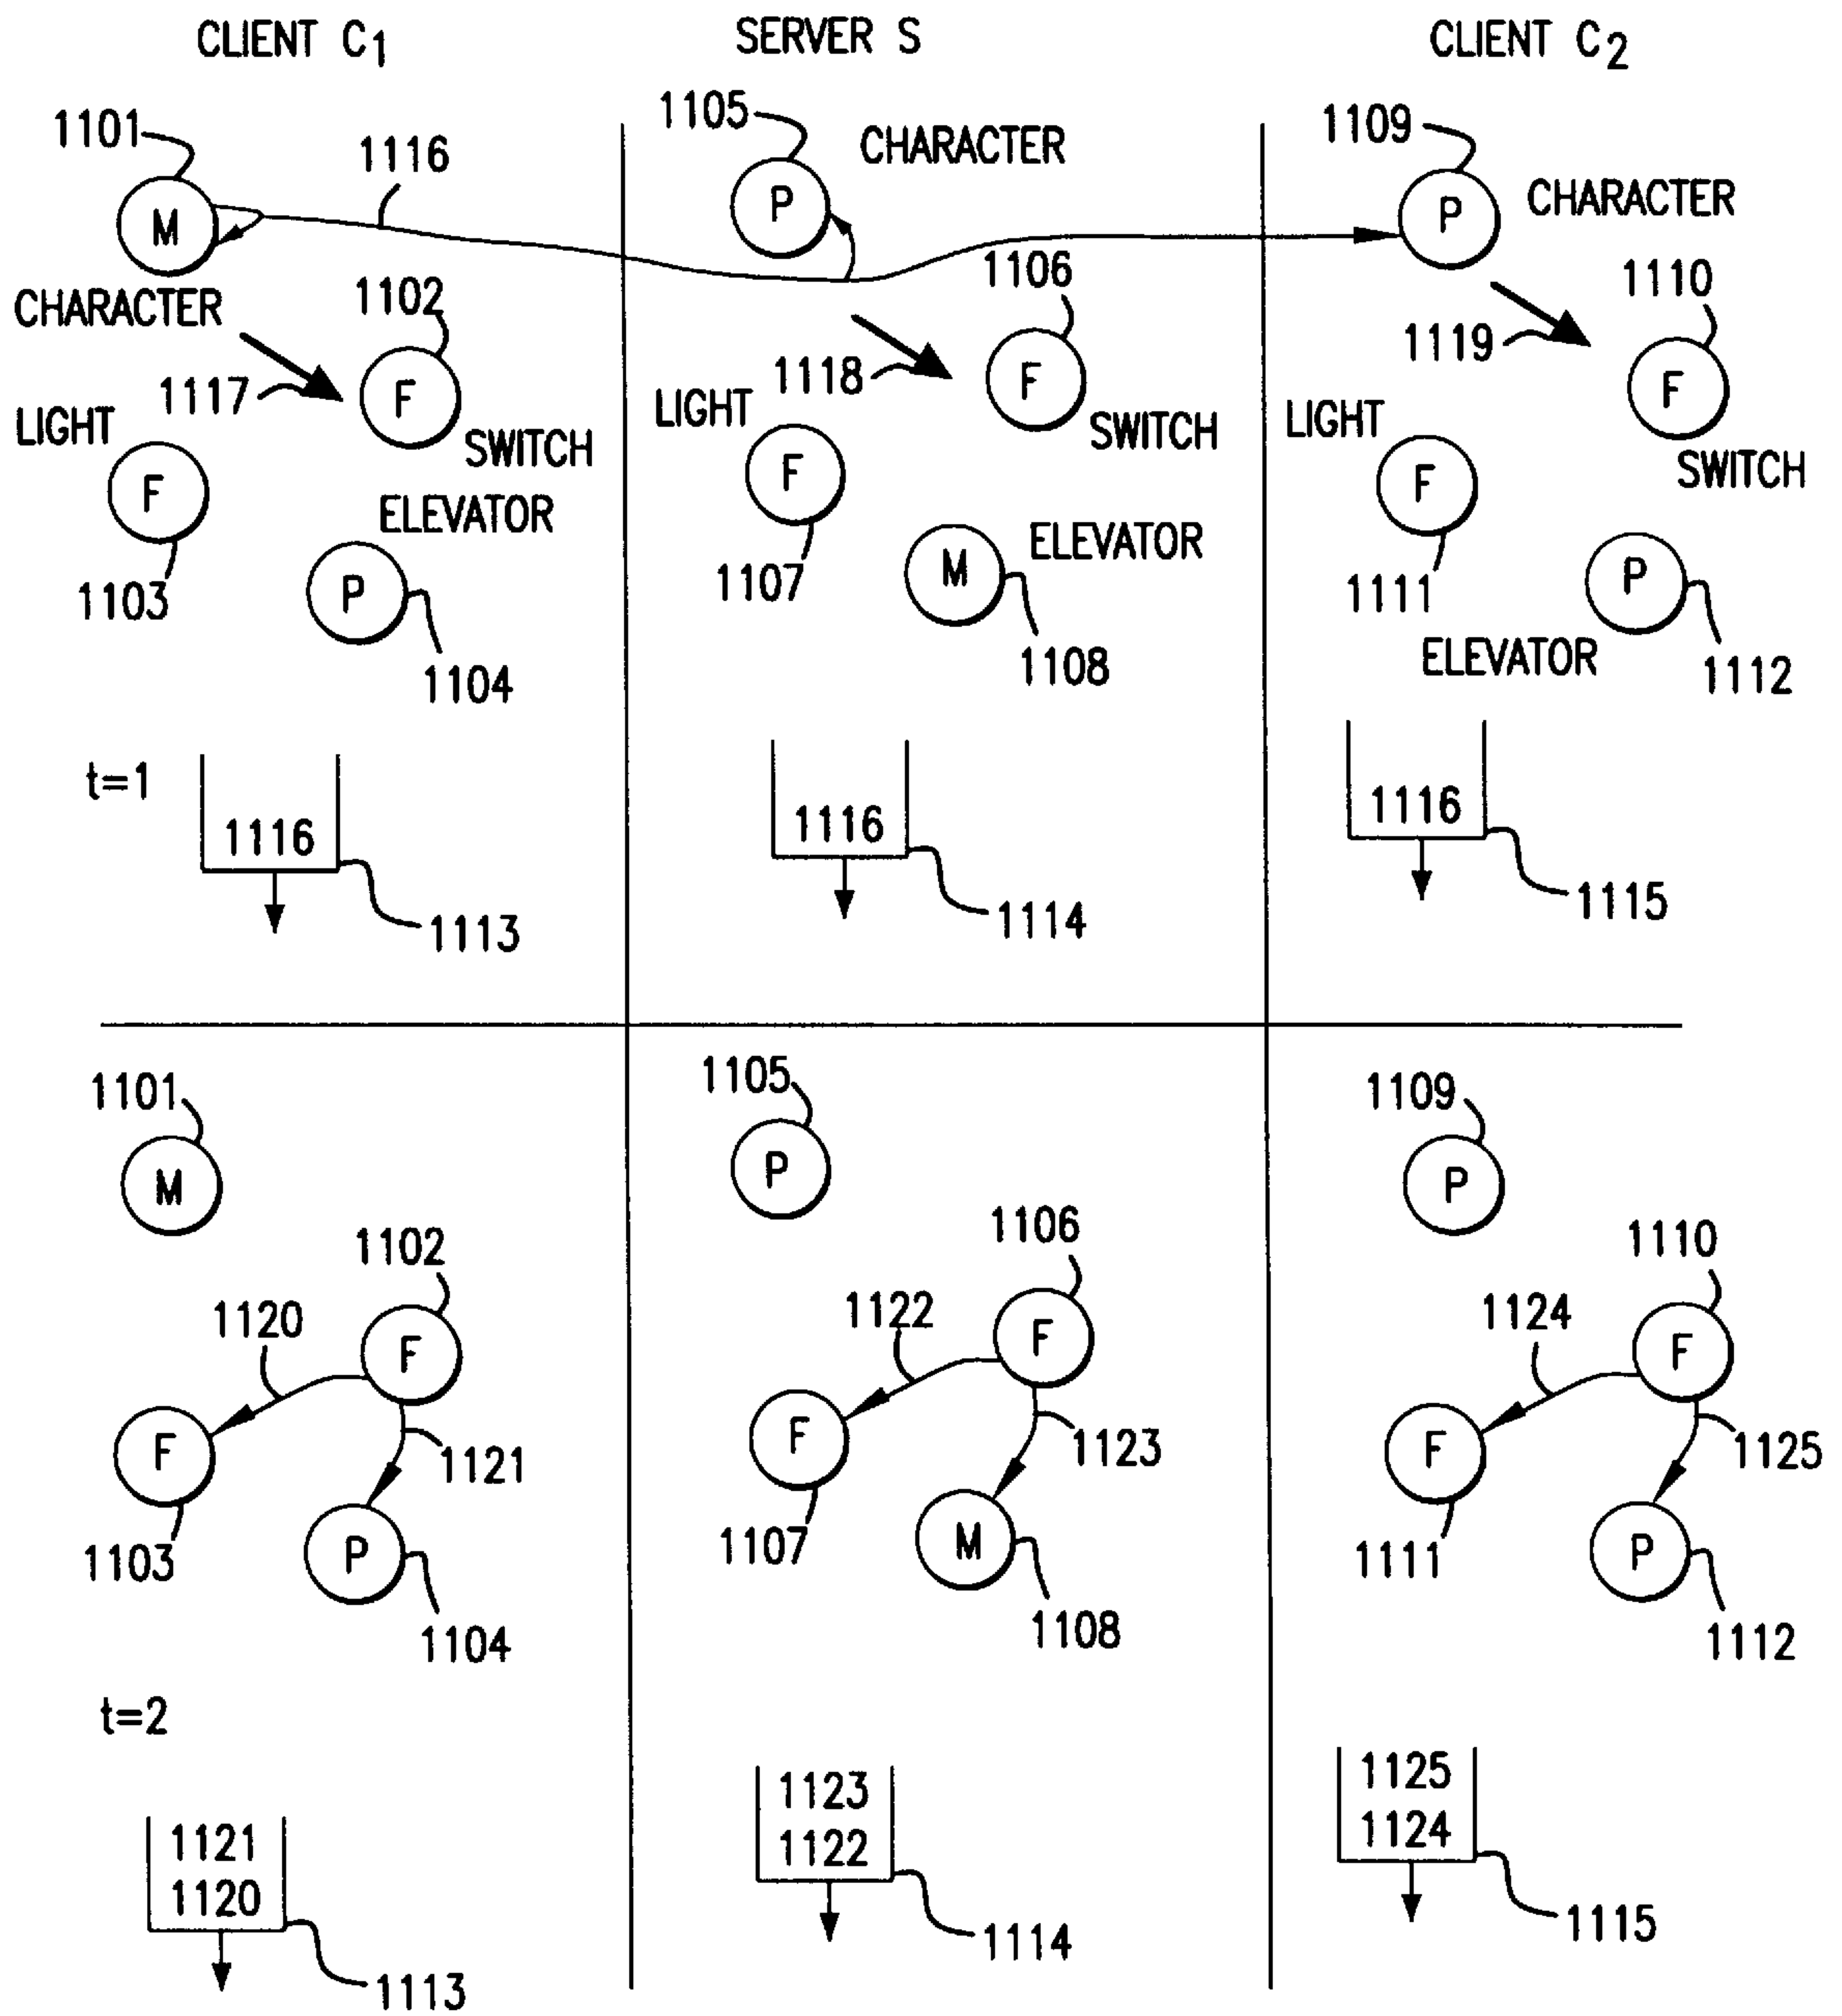 CLIENT C1
SERVER S
CLIENT C2
1101
1116
M
CHARACTER
1102
1117
F
LIGHT
SWITCH
F
ELEVATOR
1103
P
1104
t=1
1116
1113
1105
CHARACTER
P
1106
1118
F
LIGHT
SWITCH
F
ELEVATOR
1107
M
1108
1116
1114
1109
CHARACTER
P
1110
1119
F
LIGHT
SWITCH
F
1111
P
ELEVATOR
1112
1116
1115
1101
M
1102
1120
F
F
1121
1103
P
1104
t=2
1121
1120
1113
1105
P
1106
1122
F
F
1123
1107
M
1108
1123
1122
1114
1109
P
1110
1124
F
F
1125
1111
P
1112
1125
1124
1115